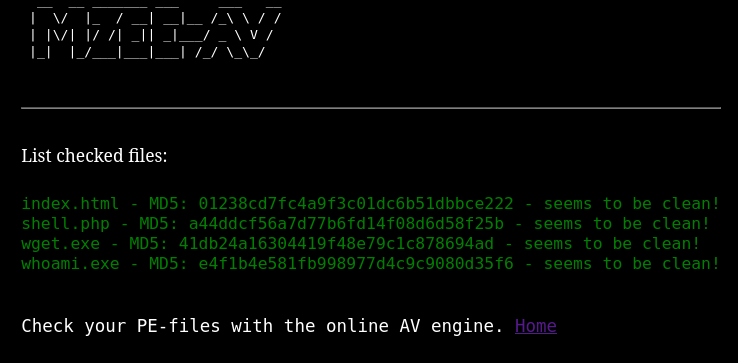 MZEE-AV
List checked files:
index.html - MD5: 01238cd7fc4a9f3c01dc6b51dbbce222 - seems to be clean!
shell.php - MD5: a44ddcf56a7d77b6fd14f08d6d58f25b - seems to be clean!
wget.exe - MD5: 41db24a16304419f48e79c1c878694ad - seems to be clean!
whoami.exe - MD5: e4f1b4e581fb998977d4c9c9080d35f6 - seems to be clean!
Check your PE-files with the online AV engine. Home